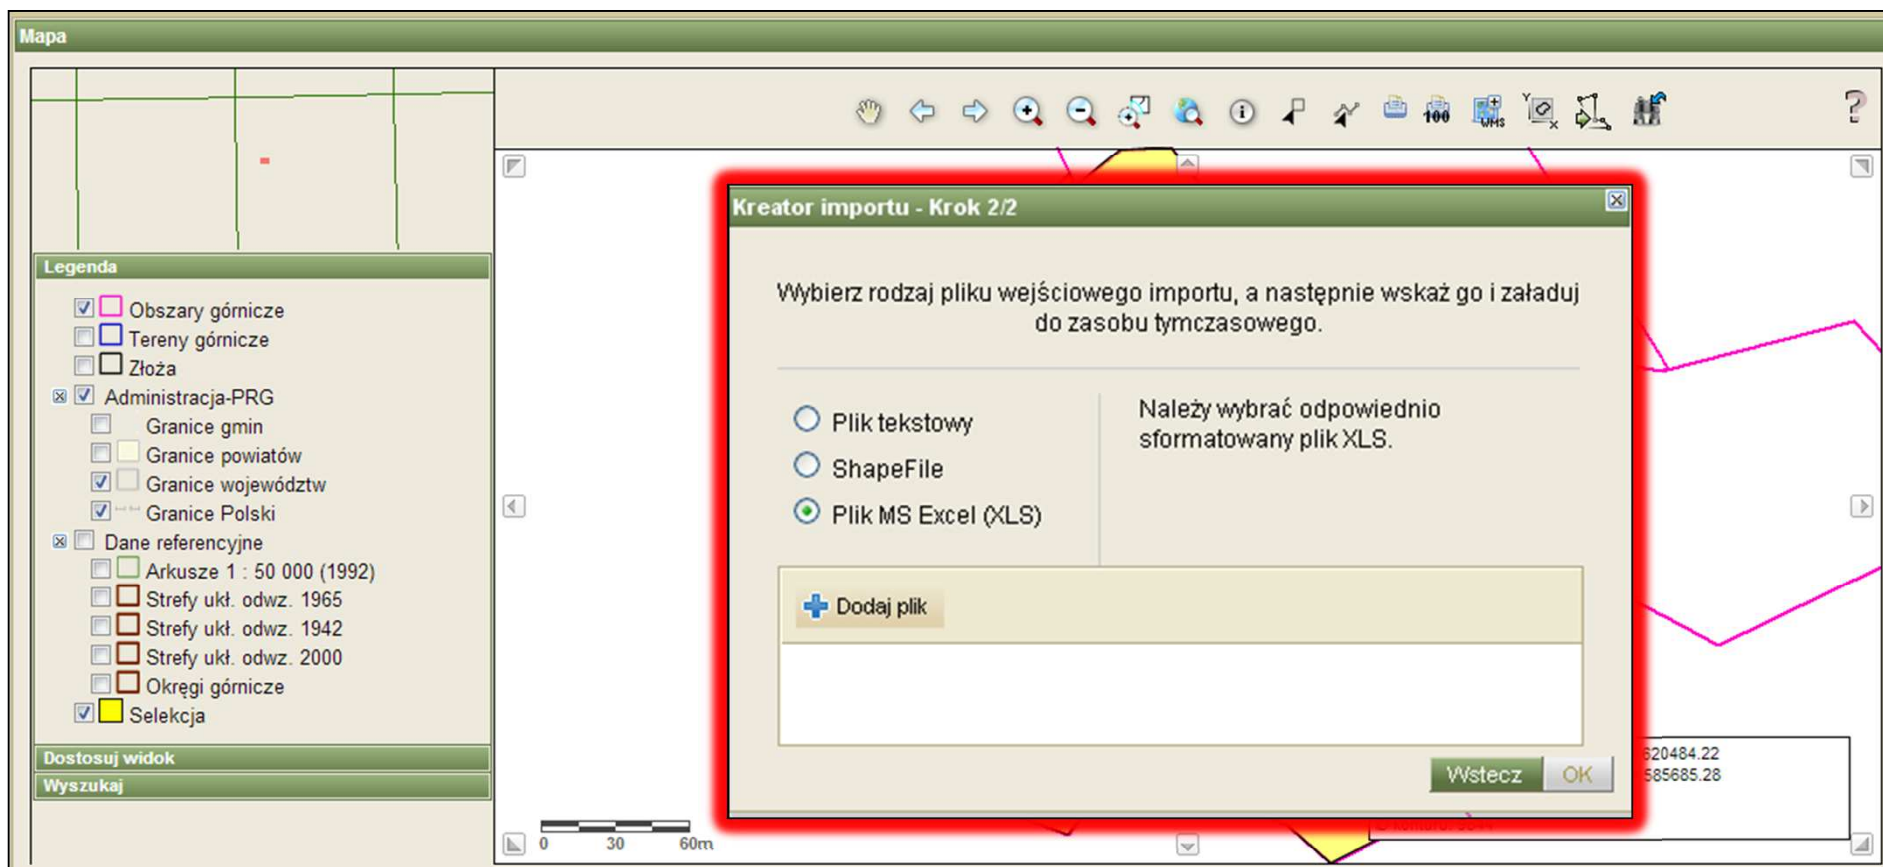 Mapa
100
WMS
Y
X
?
Kreator importu - Krok 2/2
Wybierz rodzaj pliku wejściowego importu, a następnie wskaż go i załaduj
do zasobu tymczasowego.
Plik tekstowy
ShapeFile
Plik MS Excel (XLS)
Należy wybrać odpowiednio
sformatowany plik XLS.
Dodaj plik
Wstecz
OK
Legenda
Obszary górnicze
Tereny górnicze
Złoża
Administracja-PRG
Granice gmin
Granice powiatów
Granice województw
Granice Polski
Dane referencyjne
Arkusze 1 : 50 000 (1992)
Strefy ukł. odwz. 1965
Strefy ukł. odwz. 1942
Strefy ukł. odwz. 2000
Okręgi górnicze
Selekcja
Dostosuj widok
Wyszukaj
620484.22
585685.28
0 30 60m